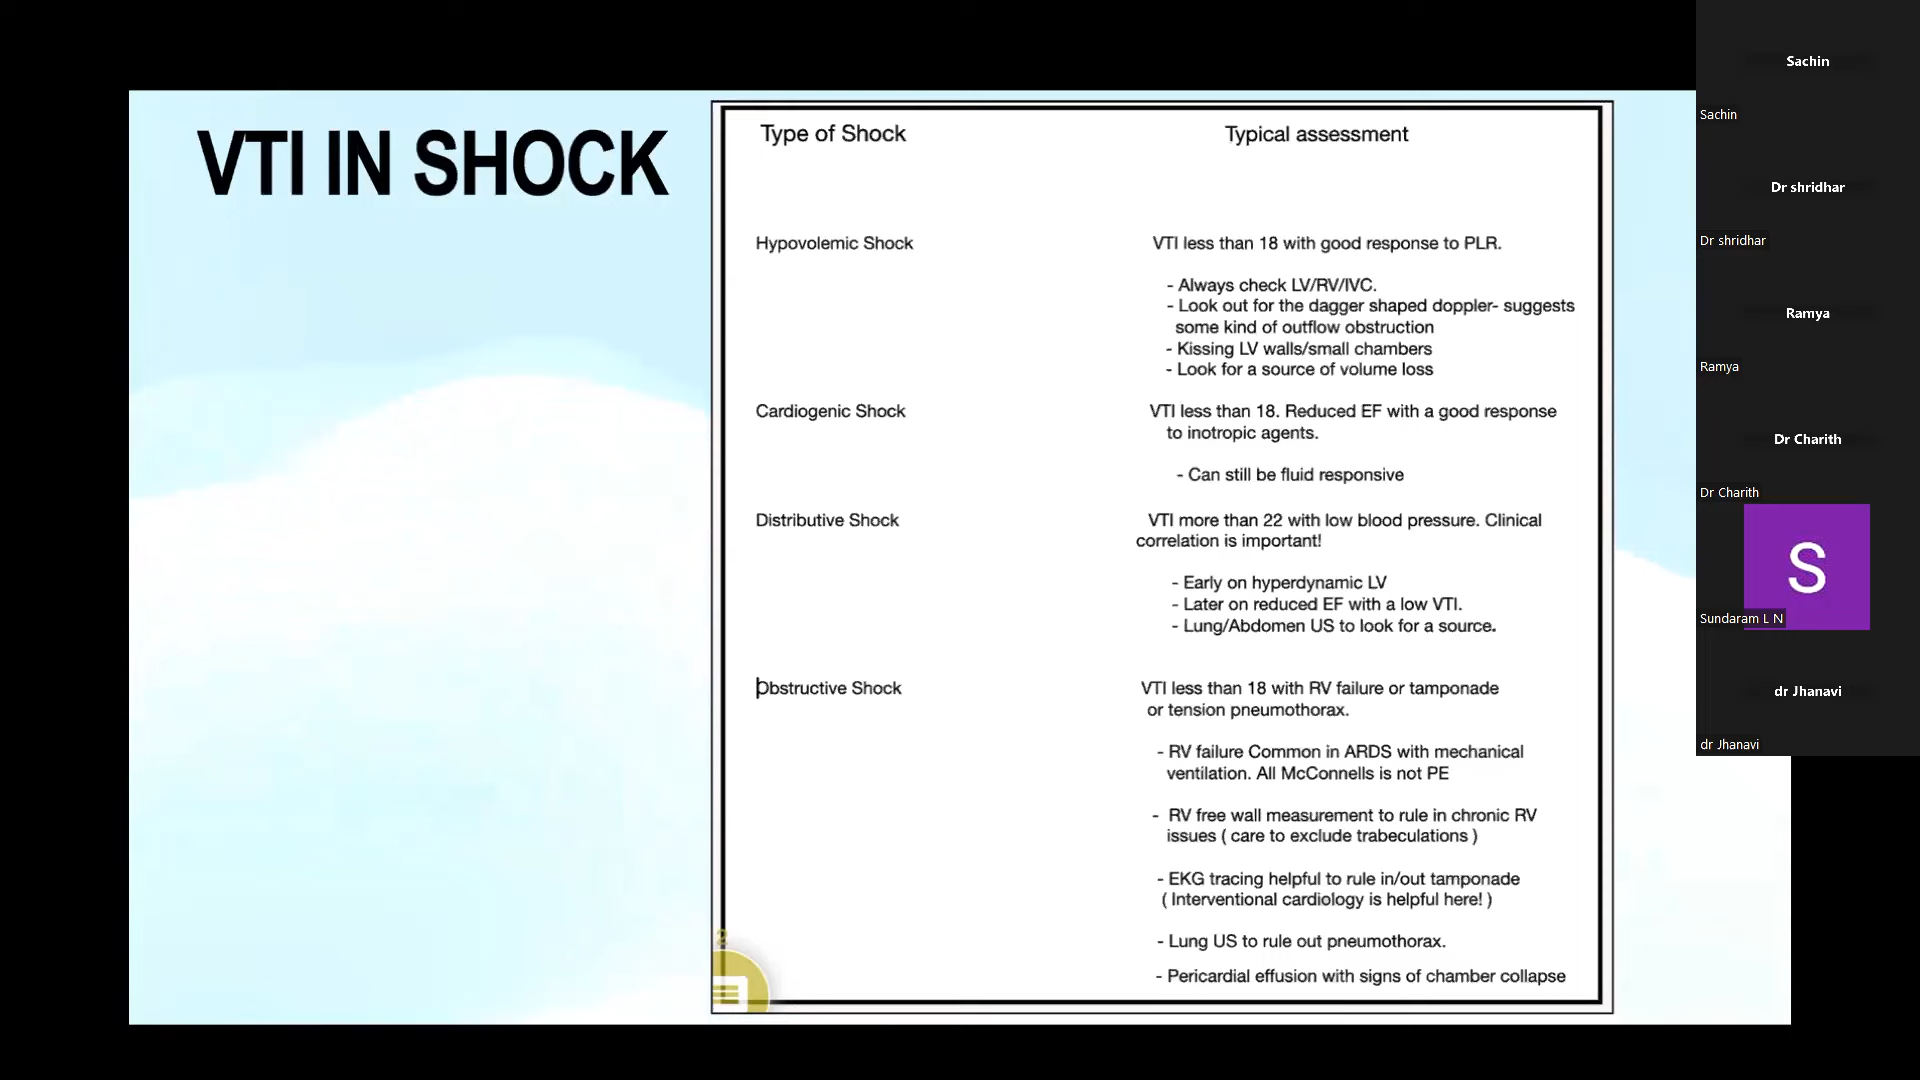 VTI IN SHOCK
Type of Shock
Typical assessment
Hypovolemic Shock
VTI less than 18 with good response to PLR.
- Always check LV/RV/IVC.
- Look out for the dagger shaped doppler- suggests
some kind of outflow obstruction
- Kissing LV walls/small chambers
- Look for a source of volume loss
Cardiogenic Shock
VTI less than 18. Reduced EF with a good response
to inotropic agents.
- Can still be fluid responsive
Distributive Shock
VTI more than 22 with low blood pressure. Clinical
correlation is important!
- Early on hyperdynamic LV
- Later on reduced EF with a low VTI.
- Lung/Abdomen US to look for a source.
Obstructive Shock
VTI less than 18 with RV failure or tamponade
or tension pneumothorax.
- RV failure Common in ARDS with mechanical
ventilation. All McConnells is not PE
- RV free wall measurement to rule in chronic RV
issues ( care to exclude trabeculations )
- EKG tracing helpful to rule in/out tamponade
( Interventional cardiology is helpful here! )
- Lung US to rule out pneumothorax.
- Pericardial effusion with signs of chamber collapse
2
Sachin
Sachin
Dr shridhar
Dr shridhar
Ramya
Ramya
Dr Charith
Dr Charith
S
Sundaram L N
dr Jhanavi
dr Jhanavi